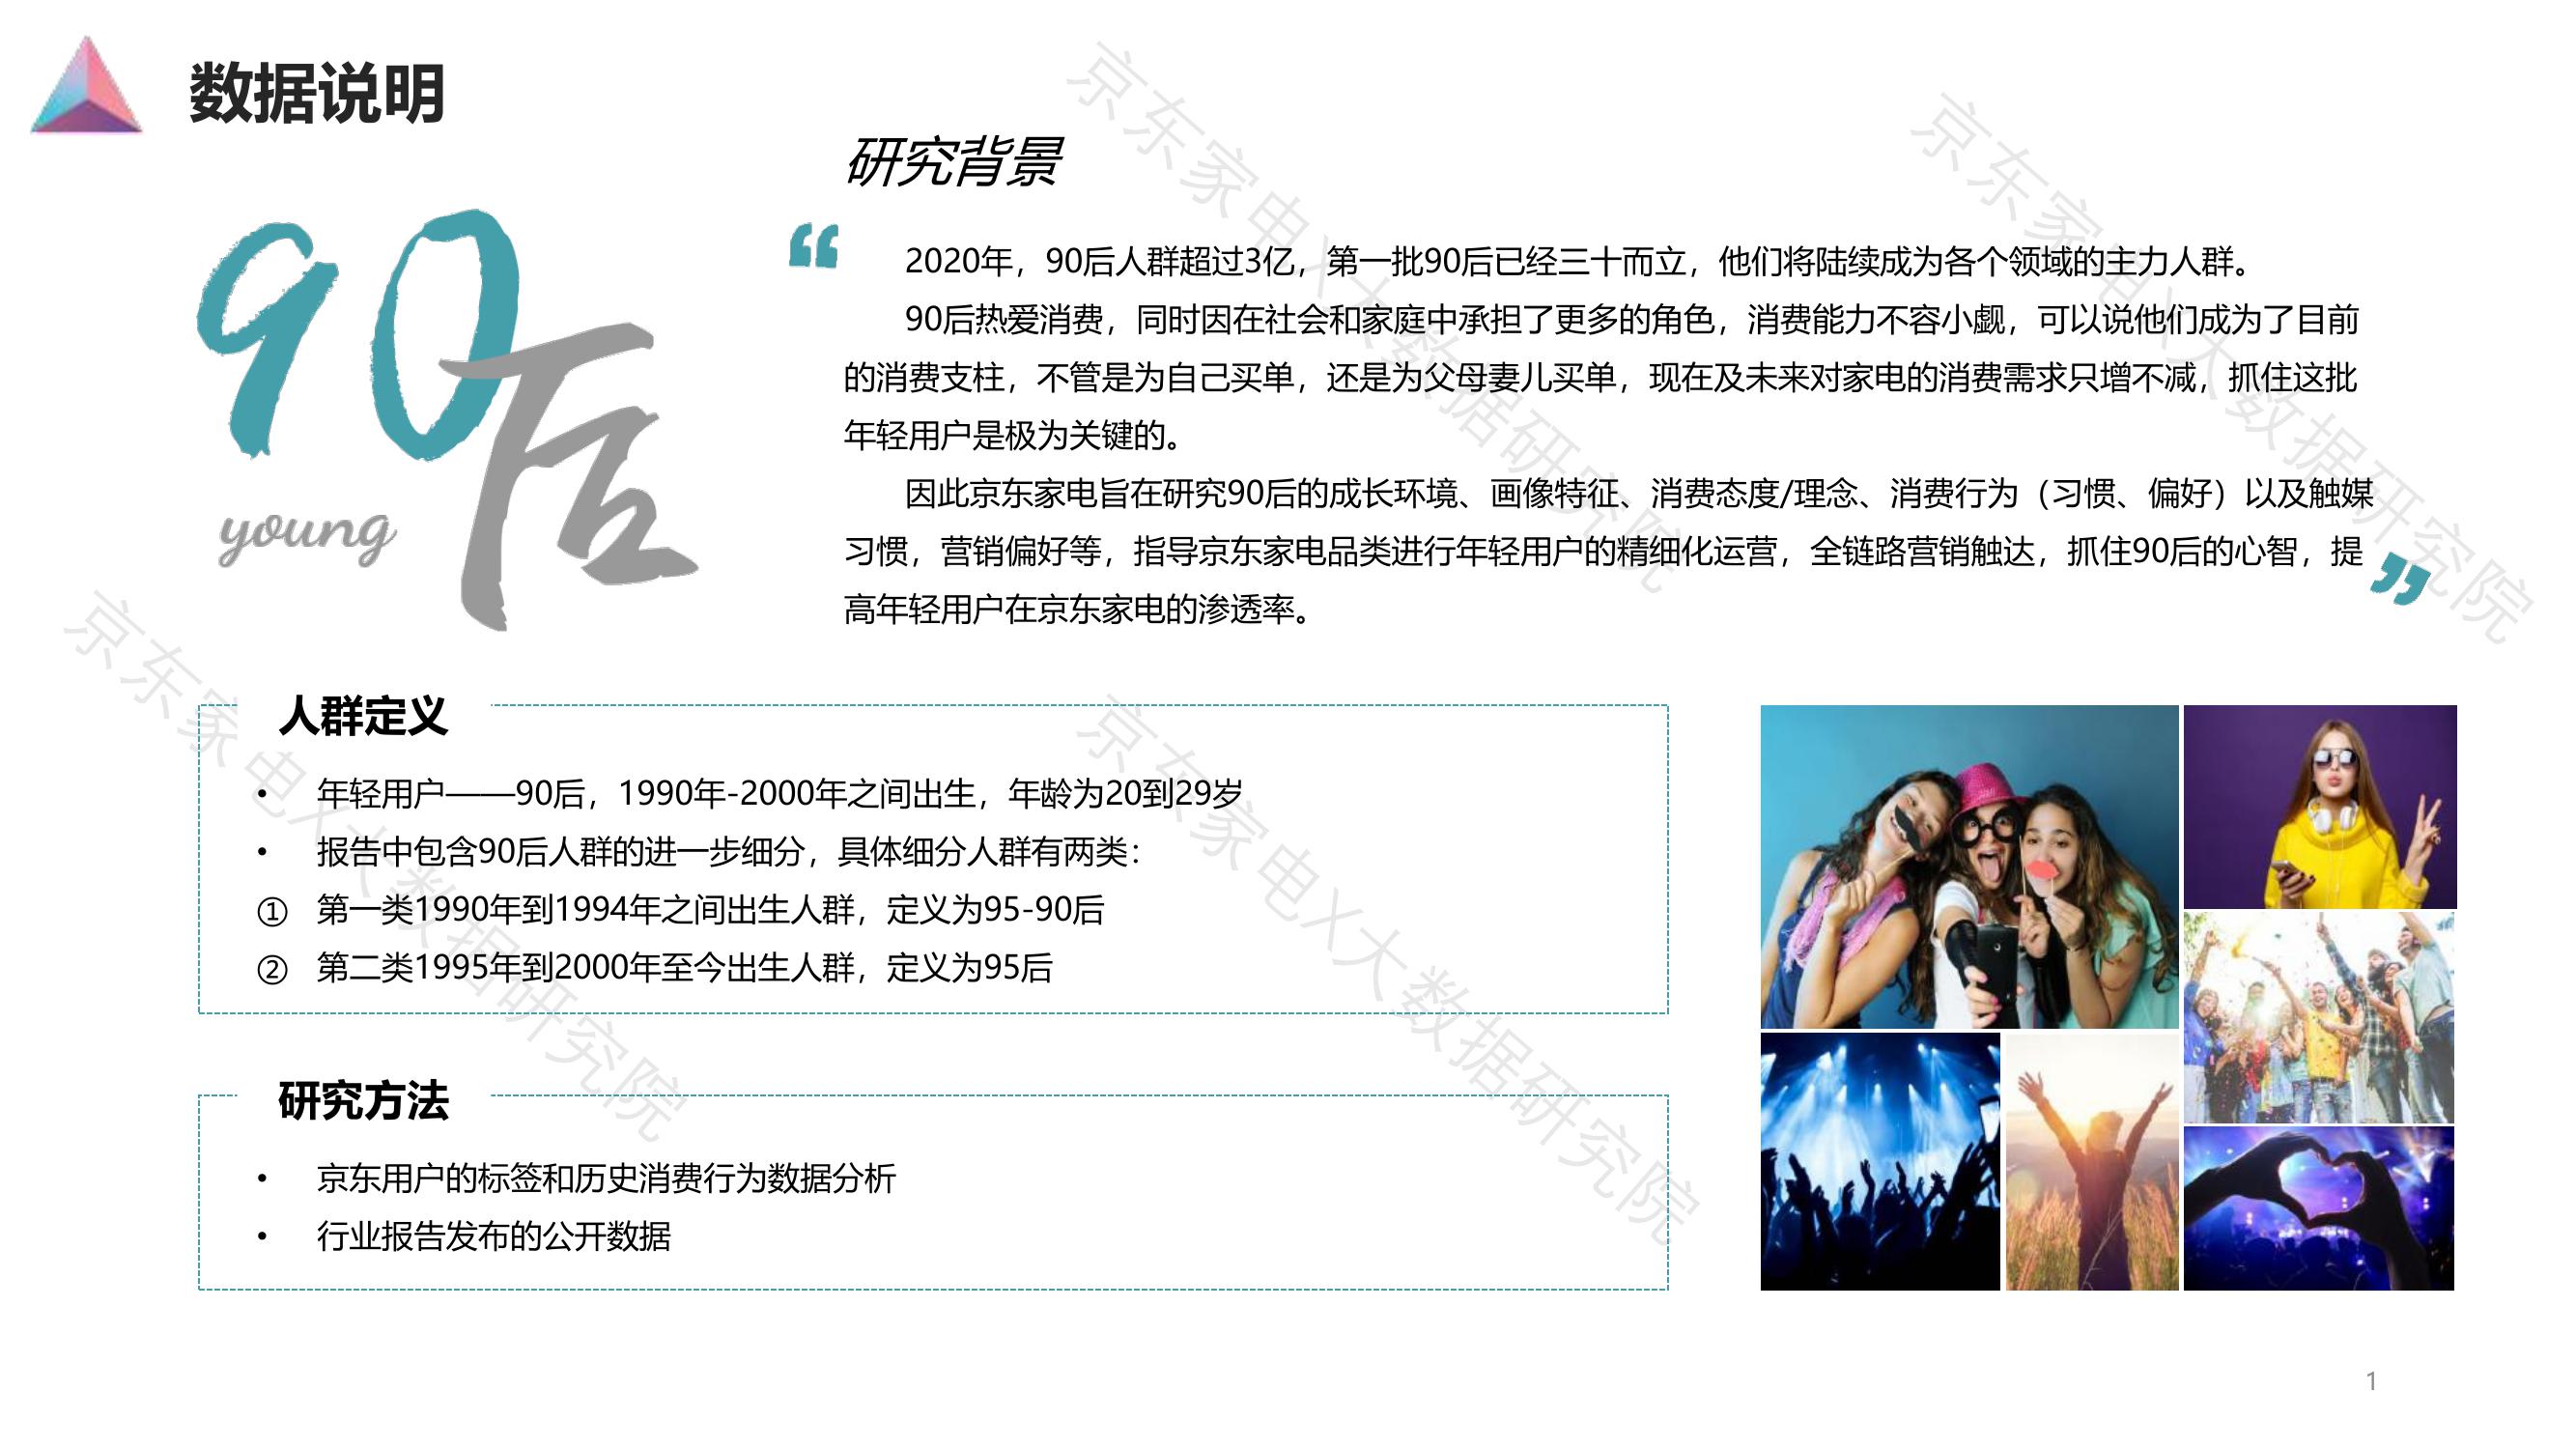 数据说明
研究背景
90后
young
“
2020年，90后人群超过3亿，第一批90后已经三十而立，他们将陆续成为各个领域的主力人群。
90后热爱消费，同时因在社会和家庭中承担了更多的角色，消费能力不容小觑，可以说他们成为了目前
的消费支柱，不管是为自己买单，还是为父母妻儿买单，现在及未来对家电的消费需求只增不减，抓住这批
年轻用户是极为关键的。
因此京东家电旨在研究90后的成长环境、画像特征、消费态度/理念、消费行为（习惯、偏好）以及触媒
习惯，营销偏好等，指导京东家电品类进行年轻用户的精细化运营，全链路营销触达，抓住90后的心智，提
高年轻用户在京东家电的渗透率。
”
人群定义
• 年轻用户——90后，1990年-2000年之间出生，年龄为20到29岁
• 报告中包含90后人群的进一步细分，具体细分人群有两类：
① 第一类1990年到1994年之间出生人群，定义为95-90后
② 第二类1995年到2000年至今出生人群，定义为95后
研究方法
• 京东用户的标签和历史消费行为数据分析
• 行业报告发布的公开数据
京东家电X大数据研究院
京东家电X大数据研究院
京东家电X大数据研究院
京东家电X大数据研究院
1